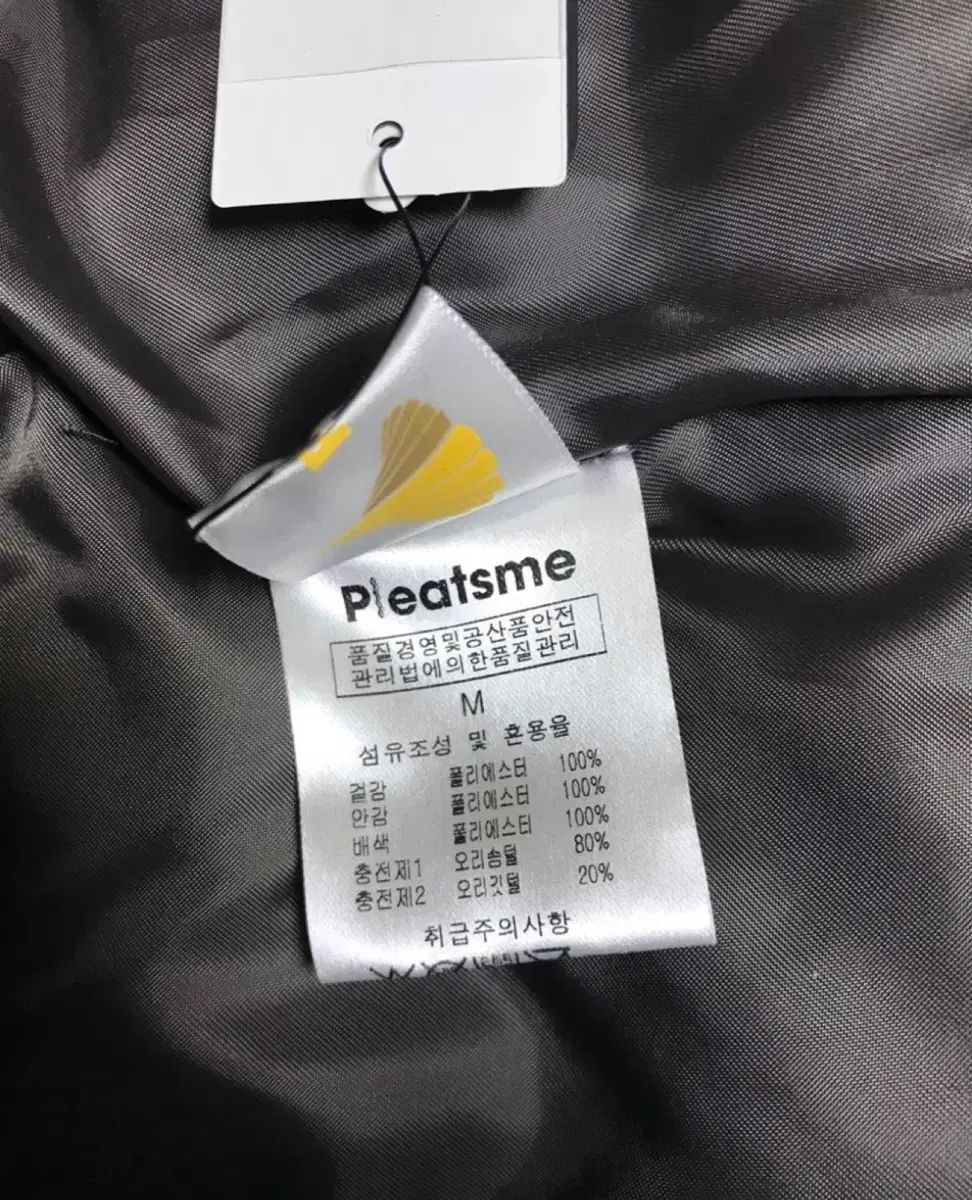 Pleatsme
품질경영및공산품안전
관리법에의한품질관리
M
섬유조성 및 혼용율
겉감 폴리에스터 100%
안감 폴리에스터 100%
배색 폴리에스터 100%
충전제1 오리솜털 80%
충전제2 오리깃털 20%
취급주의사항